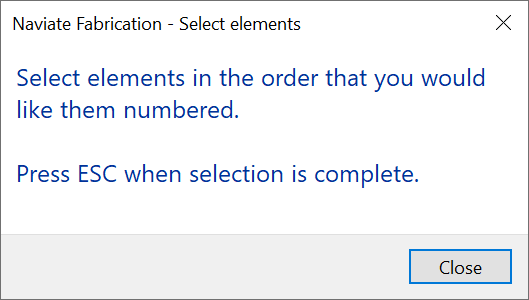 Naviate Fabrication - Select elements
Select elements in the order that you would
like them numbered.
Press ESC when selection is complete.
Close